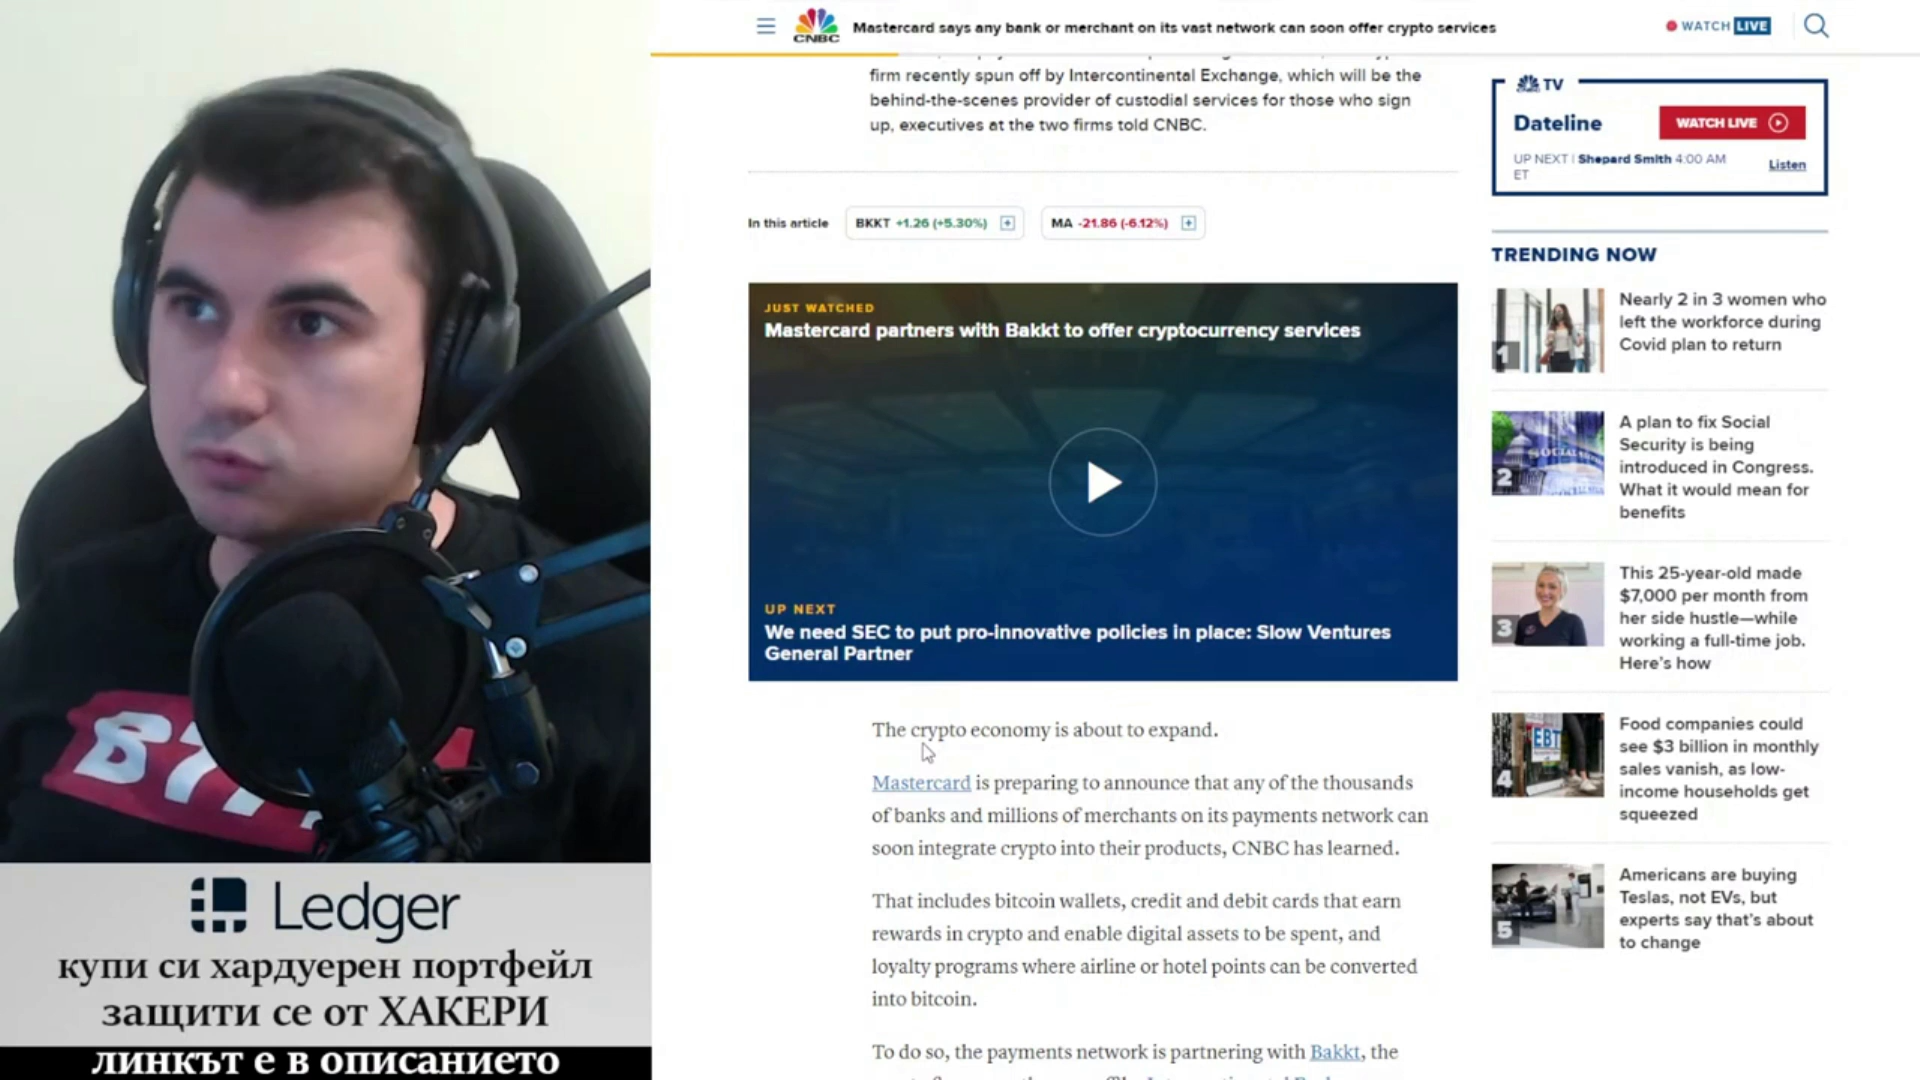 CNBC
Mastercard says any bank or merchant on its vast network can soon offer crypto services
WATCH LIVE
firm recently spun off by Intercontinental Exchange, which will be the
behind-the-scenes provider of custodial services for those who sign
up, executives at the two firms told CNBC.
In this article
BKKT +1.26 (+5.30%)
MA -21.86 (-6.12%)
JUST WATCHED
Mastercard partners with Bakkt to offer cryptocurrency services
UP NEXT
We need SEC to put pro-innovative policies in place: Slow Ventures
General Partner
The crypto economy is about to expand.
Mastercard is preparing to announce that any of the thousands
of banks and millions of merchants on its payments network can
soon integrate crypto into their products, CNBC has learned.
That includes bitcoin wallets, credit and debit cards that earn
rewards in crypto and enable digital assets to be spent, and
loyalty programs where airline or hotel points can be converted
into bitcoin.
To do so, the payments network is partnering with Bakkt, the
TV
Dateline
WATCH LIVE
UP NEXT | Shepard Smith 4:00 AM
ET
Listen
TRENDING NOW
1
Nearly 2 in 3 women who
left the workforce during
Covid plan to return
2
A plan to fix Social
Security is being
introduced in Congress.
What it would mean for
benefits
3
This 25-year-old made
$7,000 per month from
her side hustle—while
working a full-time job.
Here's how
4
EBT
Food companies could
see $3 billion in monthly
sales vanish, as low-
income households get
squeezed
5
Americans are buying
Teslas, not EVs, but
experts say that's about
to change
Ledger
купи си хардуерен портфейл
защити се от ХАКЕРИ
линкът е в описанието